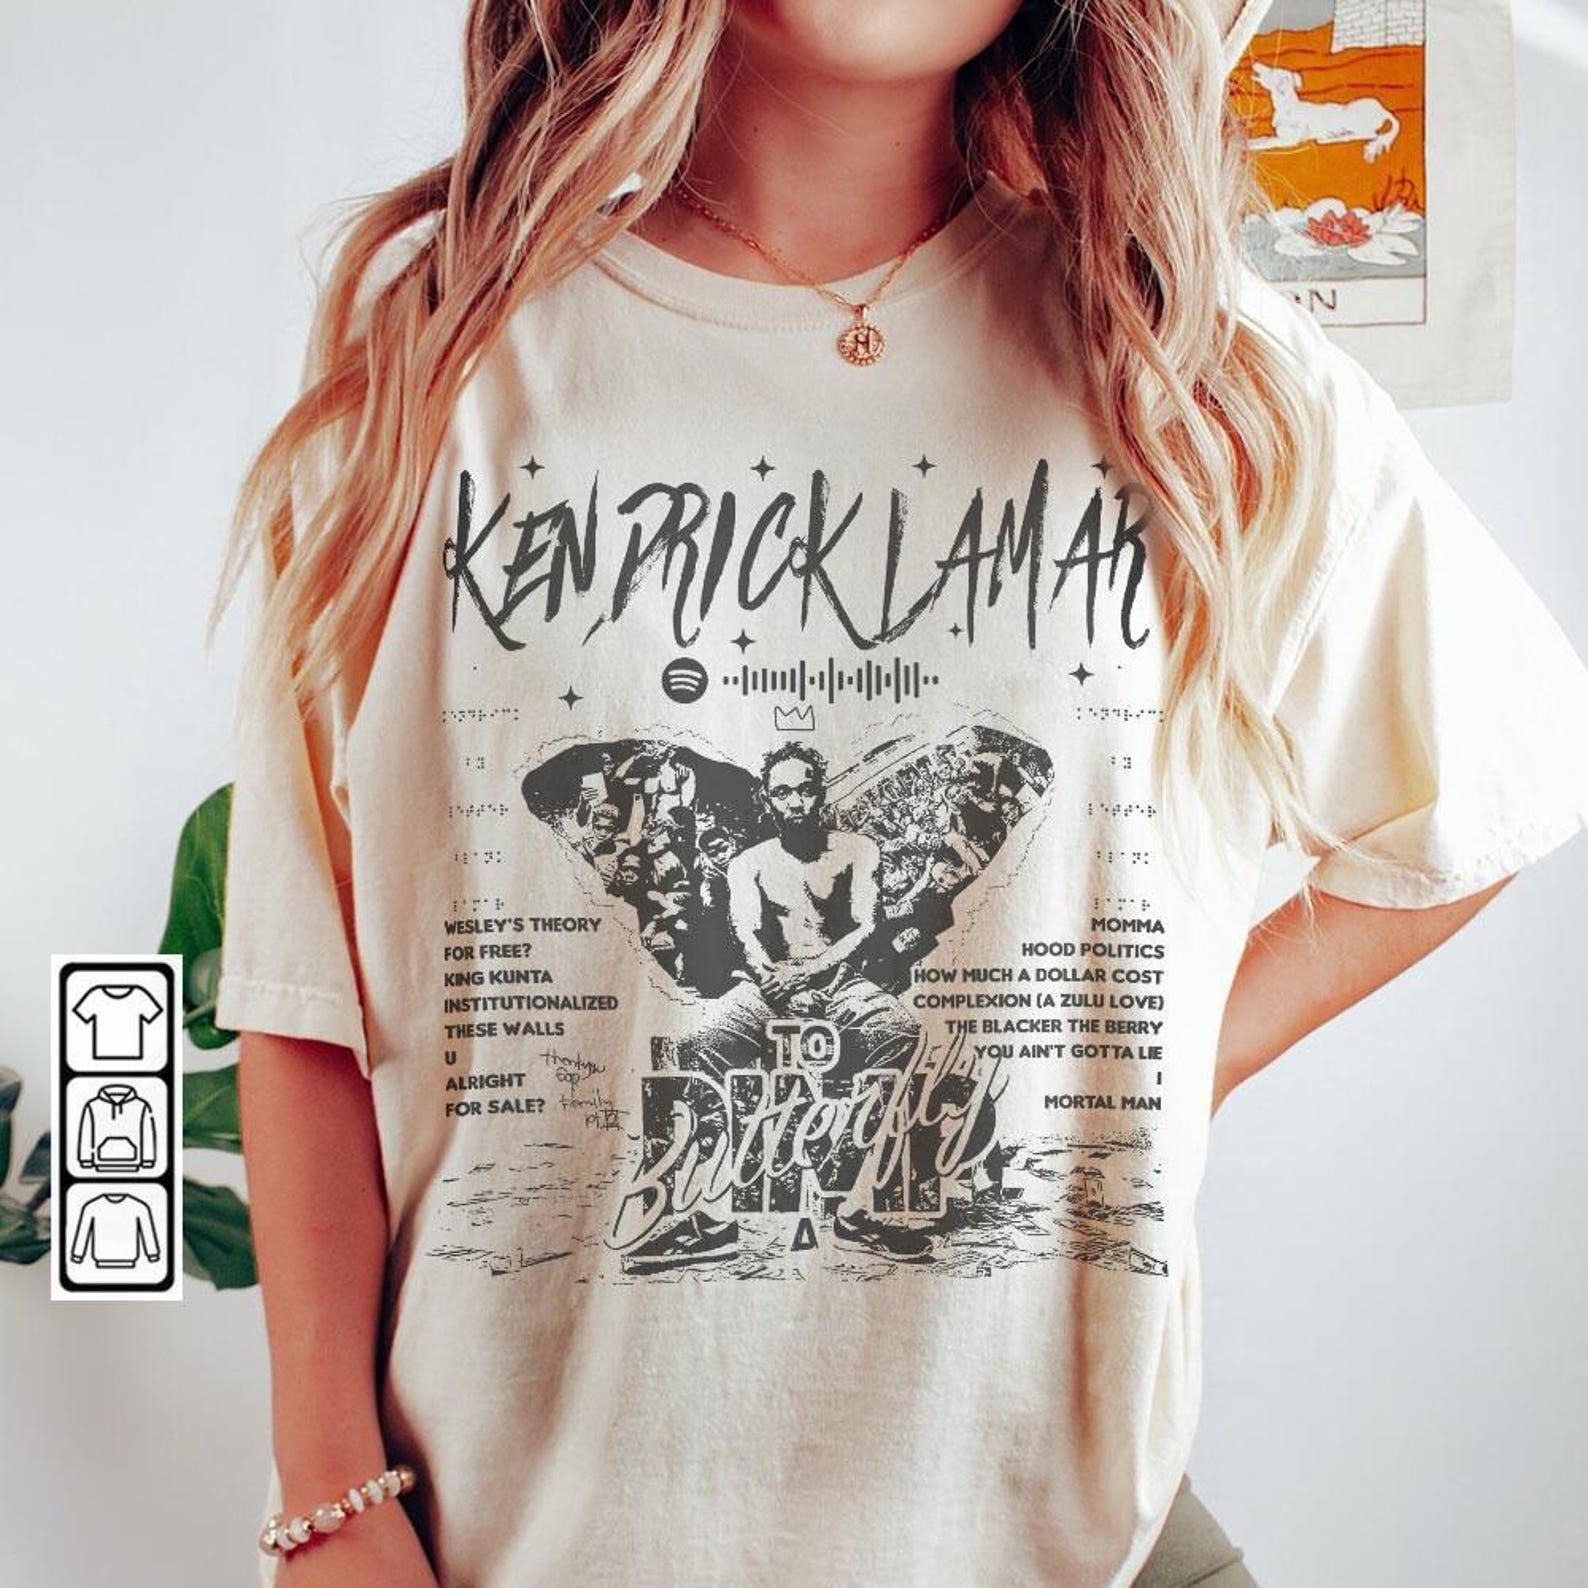 KENDRICK LAMAR
WESLEY'S THEORY
FOR FREE?
KING KUNTA
INSTITUTIONALIZED
THESE WALLS
U
ALRIGHT
FOR SALE?
MOMMA
HOOD POLITICS
HOW MUCH A DOLLAR COST
COMPLEXION (A ZULU LOVE)
THE BLACKER THE BERRY
YOU AIN'T GOTTA LIE
I
MORTAL MAN
TO
PIMP
A
Butterfly
H